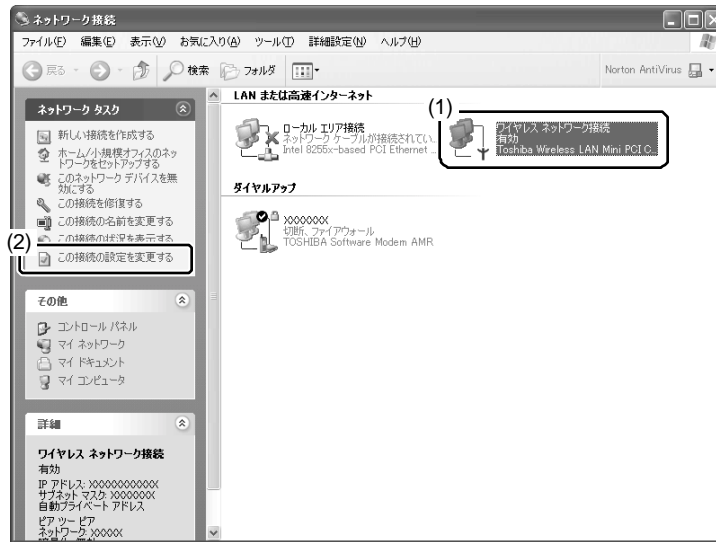 ネットワーク接続
ファイル(F) 編集(E) 表示(V) お気に入り(A) ツール(T) 詳細設定(N) ヘルプ(H)
戻る 検索 フォルダ Norton AntiVirus
ネットワーク タスク
新しい接続を作成する
ホーム/小規模オフィスのネッ
トワークをセットアップする
このネットワーク デバイスを無
効にする
この接続を修復する
この接続の名前を変更する
この接続の状況を表示する
(2)
この接続の設定を変更する
その他
コントロール パネル
マイ ネットワーク
マイ ドキュメント
マイ コンピュータ
詳細
ワイヤレス ネットワーク接続
有効
IP アドレス: XXXXXXXXXXX
サブネット マスク: XXXXXXX
自動プライベート アドレス
ピア ツー ピア
ネットワーク: XXXXX
LAN または高速インターネット
ローカル エリア接続
ネットワーク ケーブルが接続されてい...
Intel 8255x-based PCI Ethernet ...
(1)
ワイヤレス ネットワーク接続
有効
Toshiba Wireless LAN Mini PCI C...
ダイヤルアップ
XXXXXXX
切断、ファイアウォール
TOSHIBA Software Modem AMR